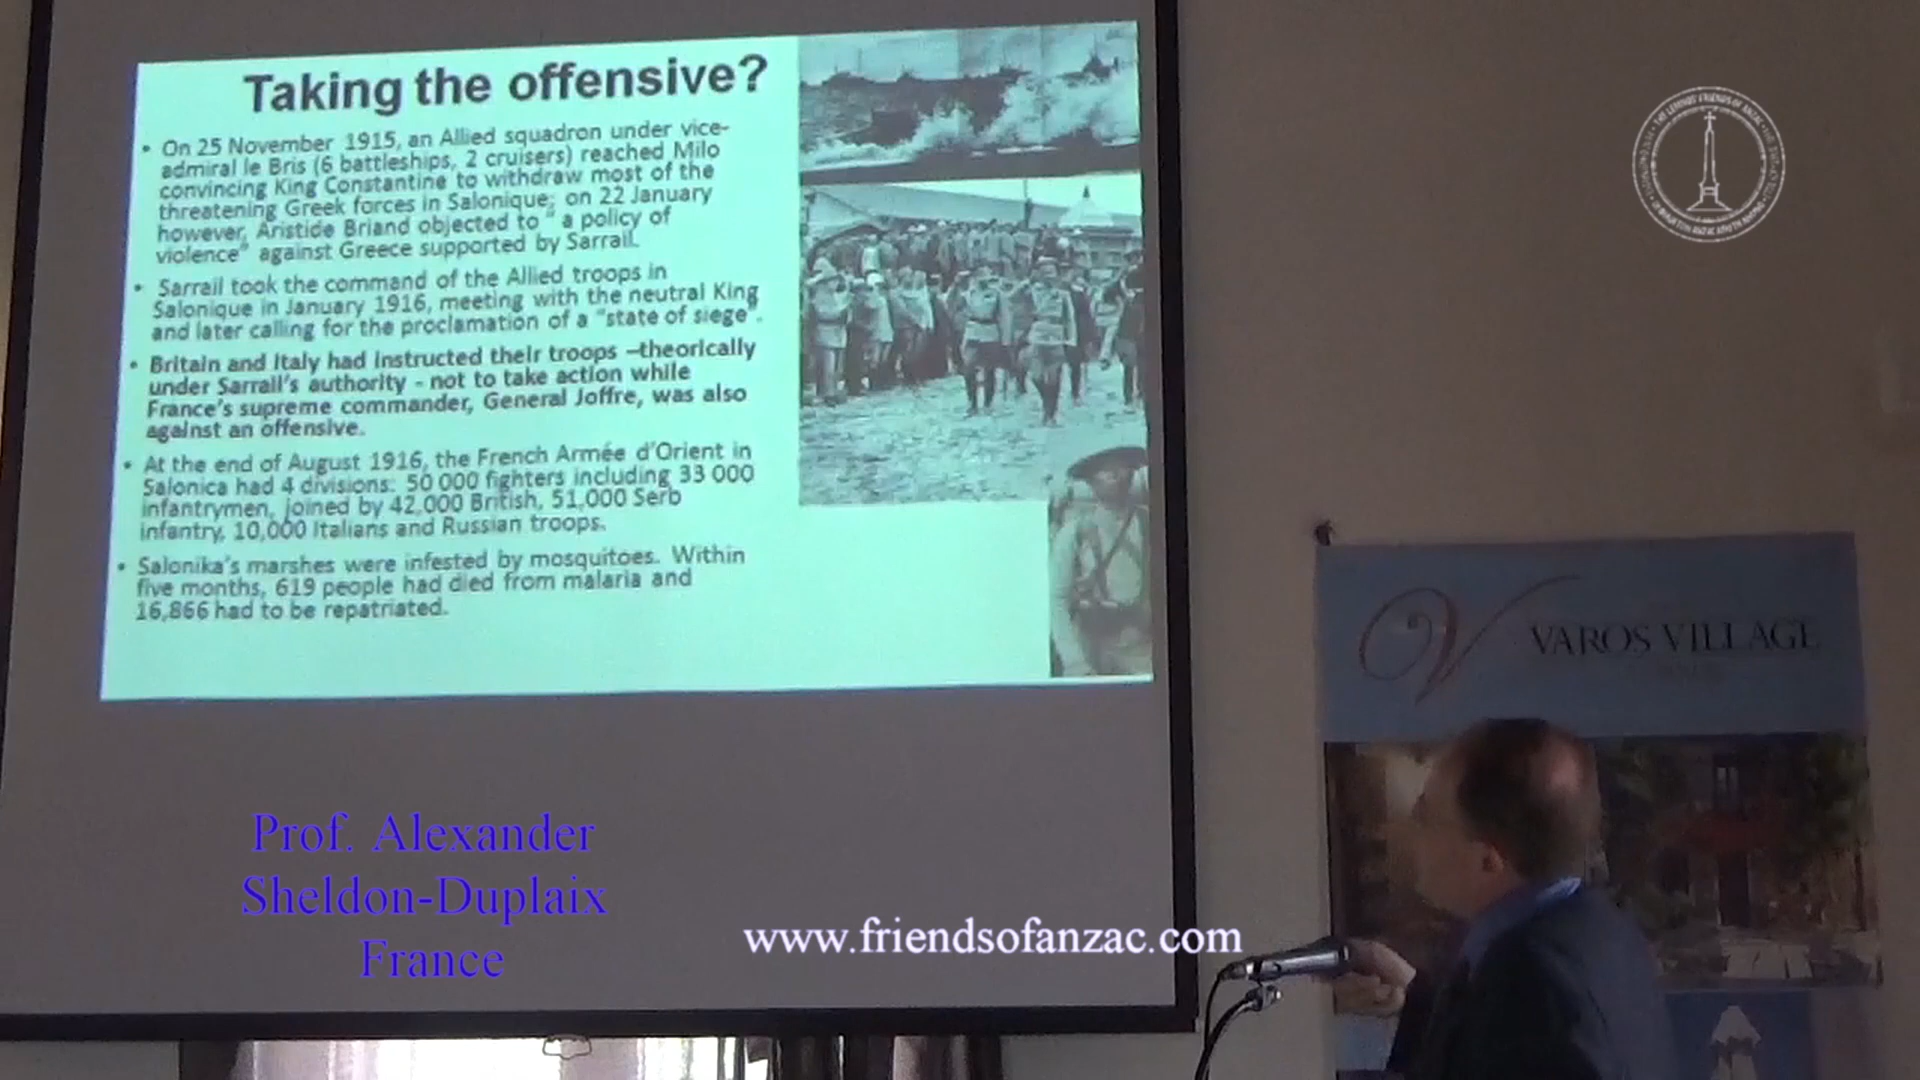 Taking the offensive?
• On 25 November 1915, an Allied squadron under vice-
admiral le Bris (6 battleships, 2 cruisers) reached Milo
convincing King Constantine to withdraw most of the
threatening Greek forces in Salonique; on 22 January
however, Aristide Briand objected to " a policy of
violence" against Greece supported by Sarrail.
• Sarrail took the command of the Allied troops in
Salonique in January 1916, meeting with the neutral King
and later calling for the proclamation of a "state of siege".
• Britain and Italy had instructed their troops –theorically
under Sarrail's authority - not to take action while
France's supreme commander, General Joffre, was also
against an offensive.
• At the end of August 1916, the French Armée d'Orient in
Salonica had 4 divisions: 50 000 fighters including 33 000
infantrymen, joined by 42,000 British, 51,000 Serb
infantry, 10,000 Italians and Russian troops.
• Salonika's marshes were infested by mosquitoes. Within
five months, 619 people had died from malaria and
16,866 had to be repatriated.
VAROS VILLAGE
Prof. Alexander
Sheldon-Duplaix
France
www.friendsofanzac.com